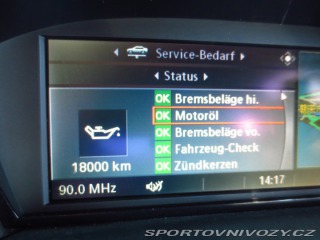 Service-Bedarf
Status
OK Bremsbeläge hi.
OK Motoröl
OK Bremsbeläge vo.
OK Fahrzeug-Check
OK Zündkerzen
18000 km
90.0 MHz
14:17
SPORTOVNIVOZY.CZ